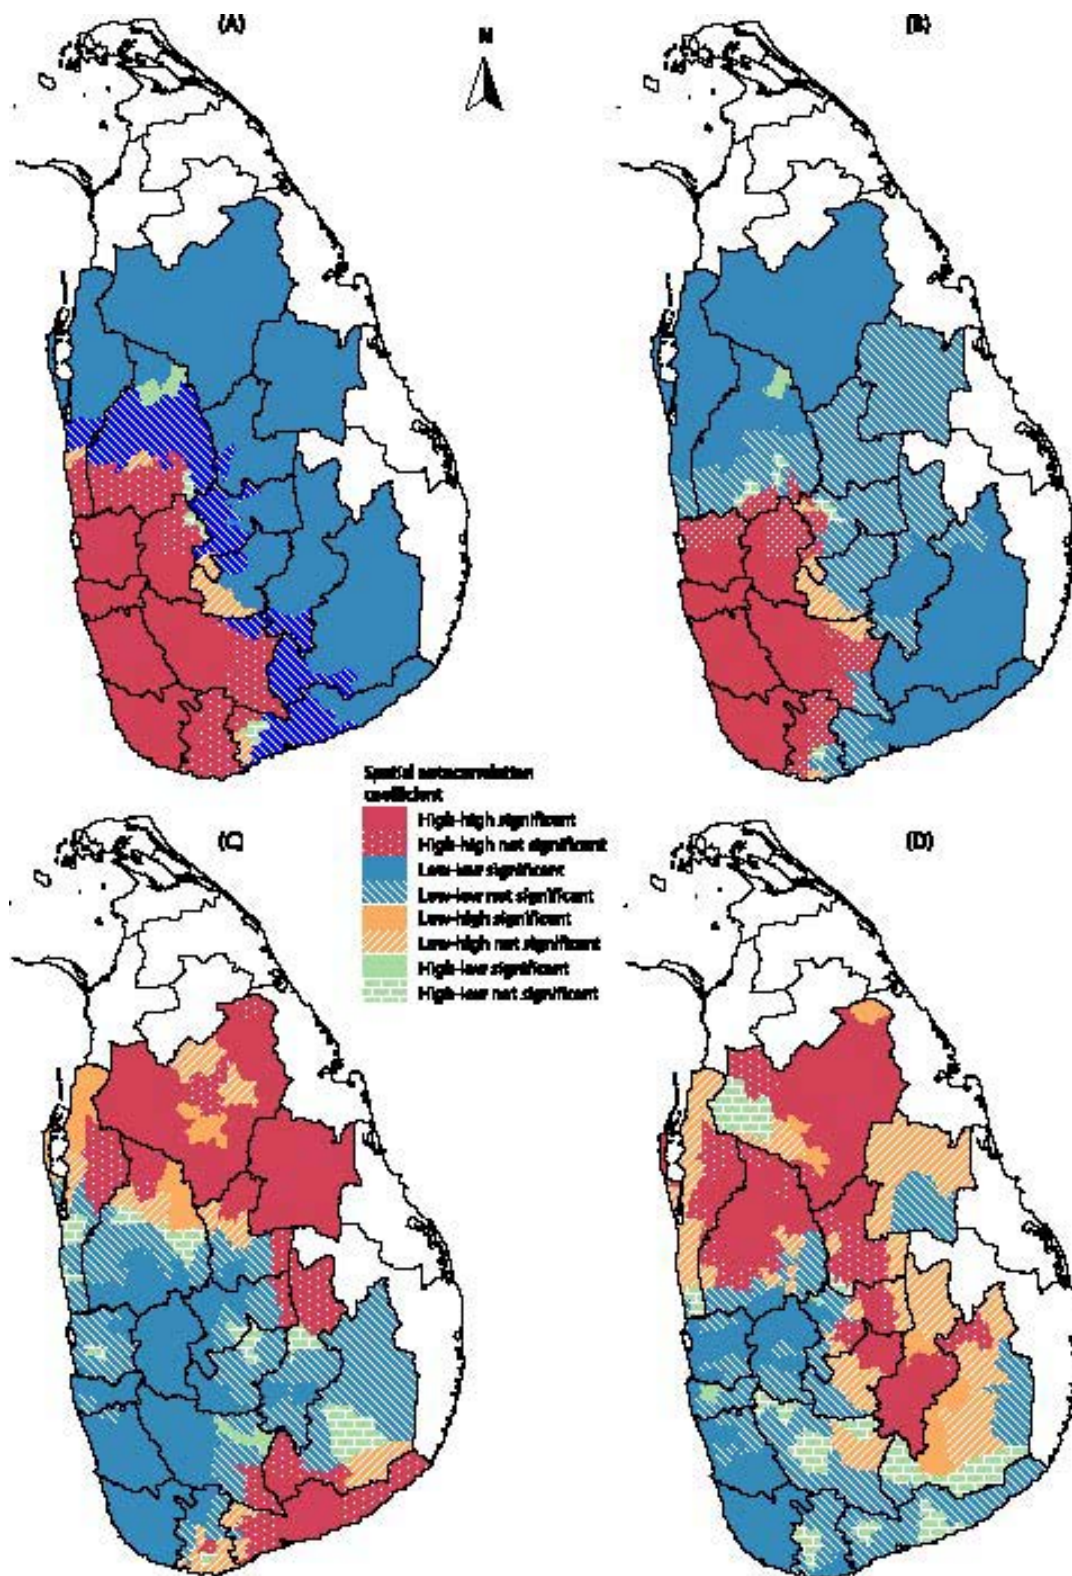 (A)
(B)
N
Spatial autocorrelation
coefficient
High-high significant
High-high not significant
Low-low significant
Low-low not significant
Low-high significant
Low-high not significant
High-low significant
High-low not significant
(C)
(D)